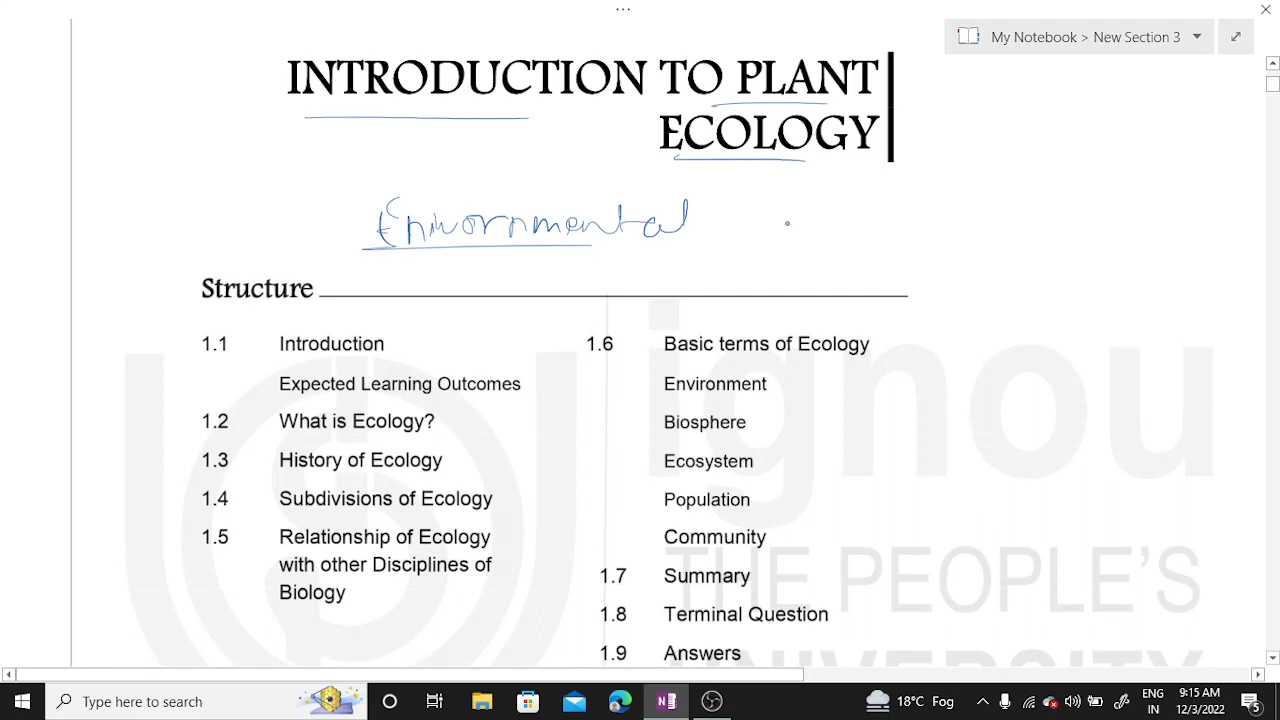 ...
My Notebook > New Section 3
INTRODUCTION TO PLANT
ECOLOGY
Enivornmental
Structure
1.1 Introduction
Expected Learning Outcomes
1.2 What is Ecology?
1.3 History of Ecology
1.4 Subdivisions of Ecology
1.5 Relationship of Ecology
with other Disciplines of
Biology
1.6 Basic terms of Ecology
Environment
Biosphere
Ecosystem
Population
Community
1.7 Summary
1.8 Terminal Question
1.9 Answers
ignou
THE PEOPLE'S
UNIVERSITY
Type here to search
18°C Fog
ENG
IN
9:15 AM
12/3/2022
5